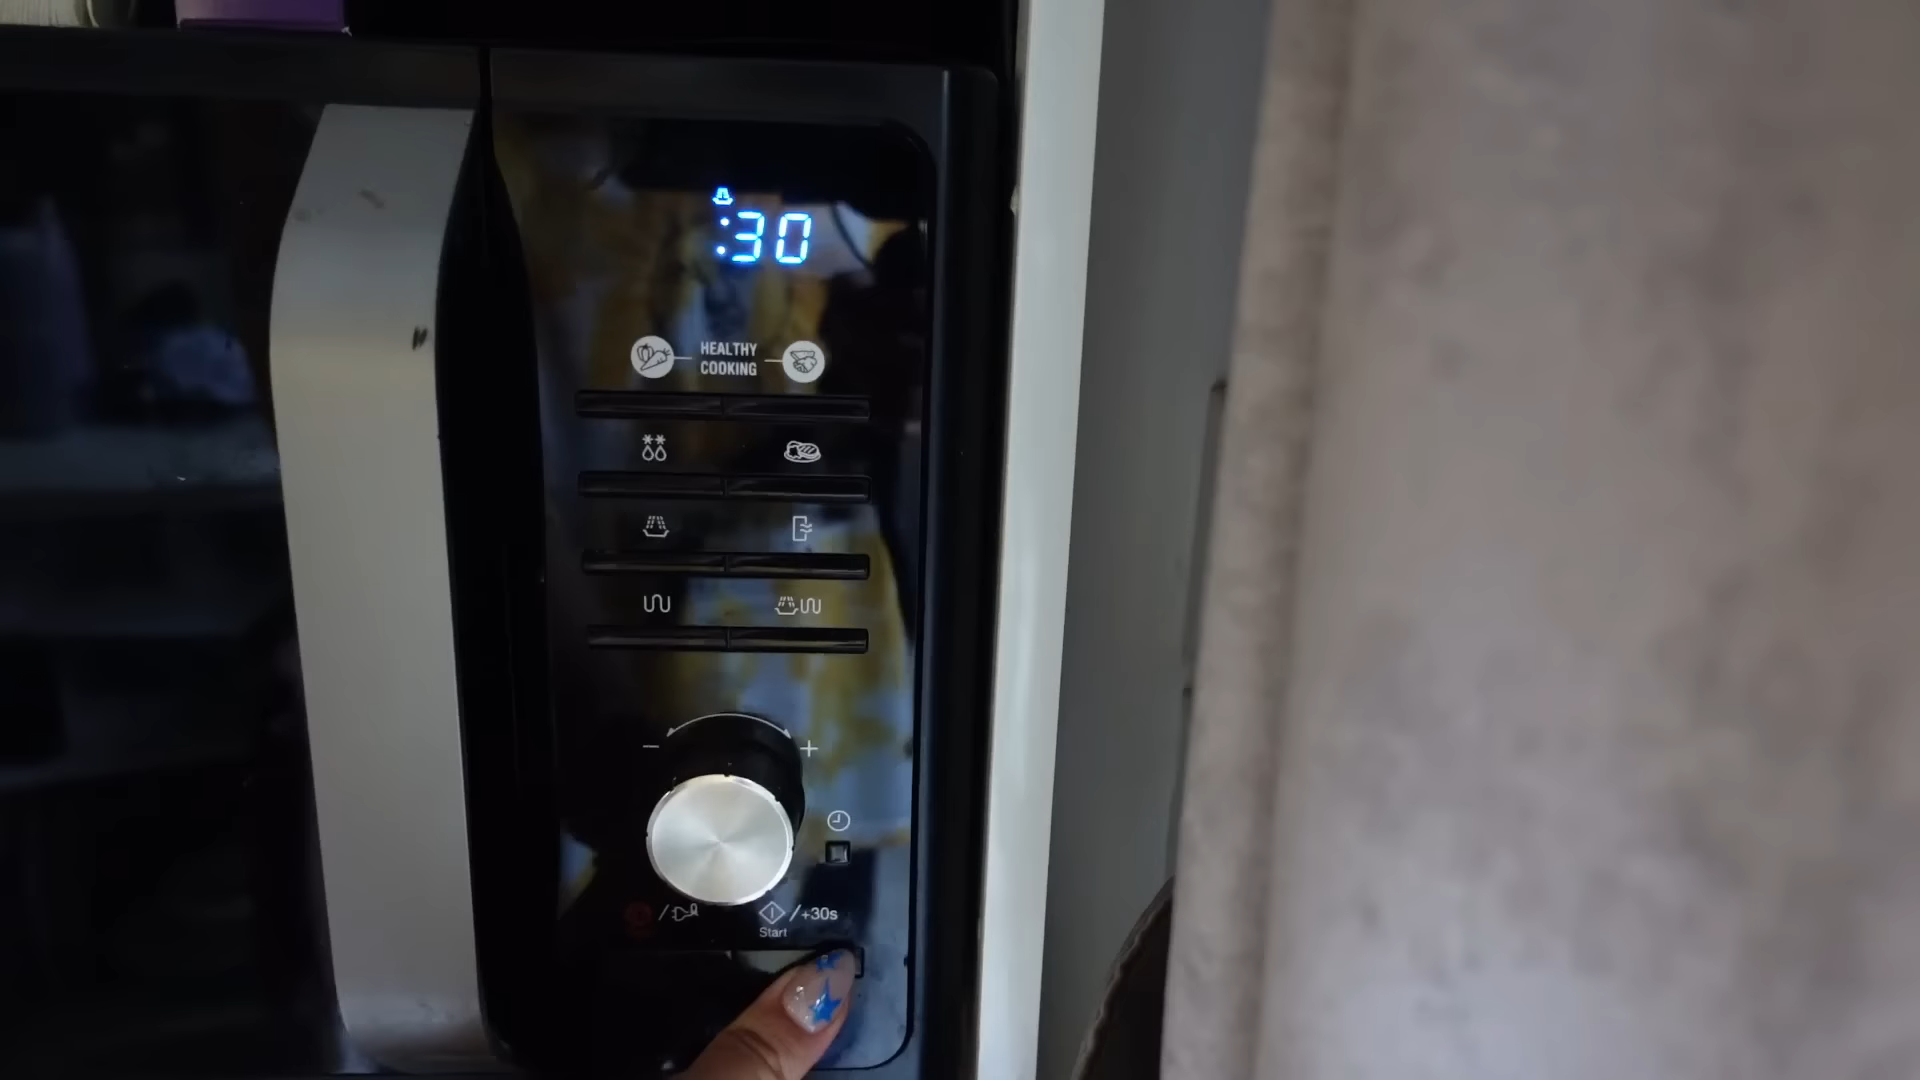 :30
HEALTHY
COOKING
− +
/ /+30s
Start